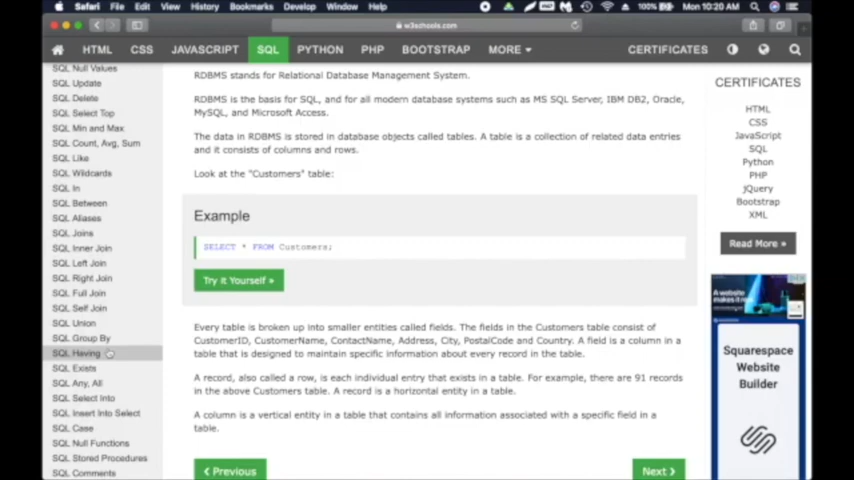 Safari File Edit View History Bookmarks Develop Window Help 100% Mon 10:20 AM
w3schools.com
HTML CSS JAVASCRIPT SQL PYTHON PHP BOOTSTRAP MORE CERTIFICATES
SQL Null Values
SQL Update
SQL Delete
SQL Select Top
SQL Min and Max
SQL Count, Avg, Sum
SQL Like
SQL Wildcards
SQL In
SQL Between
SQL Aliases
SQL Joins
SQL Inner Join
SQL Left Join
SQL Right Join
SQL Full Join
SQL Self Join
SQL Union
SQL Group By
SQL Having
SQL Exists
SQL Any, All
SQL Select Into
SQL Insert Into Select
SQL Case
SQL Null Functions
SQL Stored Procedures
SQL Comments
RDBMS stands for Relational Database Management System.
RDBMS is the basis for SQL, and for all modern database systems such as MS SQL Server, IBM DB2, Oracle,
MySQL, and Microsoft Access.
The data in RDBMS is stored in database objects called tables. A table is a collection of related data entries
and it consists of columns and rows.
Look at the "Customers" table:
Example
SELECT * FROM Customers;
Try it Yourself »
Every table is broken up into smaller entities called fields. The fields in the Customers table consist of
CustomerID, CustomerName, ContactName, Address, City, PostalCode and Country. A field is a column in
a table that is designed to maintain specific information about every record in the table.
A record, also called a row, is each individual entry that exists in a table. For example, there are 91 records
in the above Customers table. A record is a horizontal entity in a table.
A column is a vertical entity in a table that contains all information associated with a specific field in a
table.
❮ Previous
Next ❯
CERTIFICATES
HTML
CSS
JavaScript
SQL
Python
PHP
jQuery
Bootstrap
XML
Read More »
A website
makes it real
Squarespace
Website
Builder